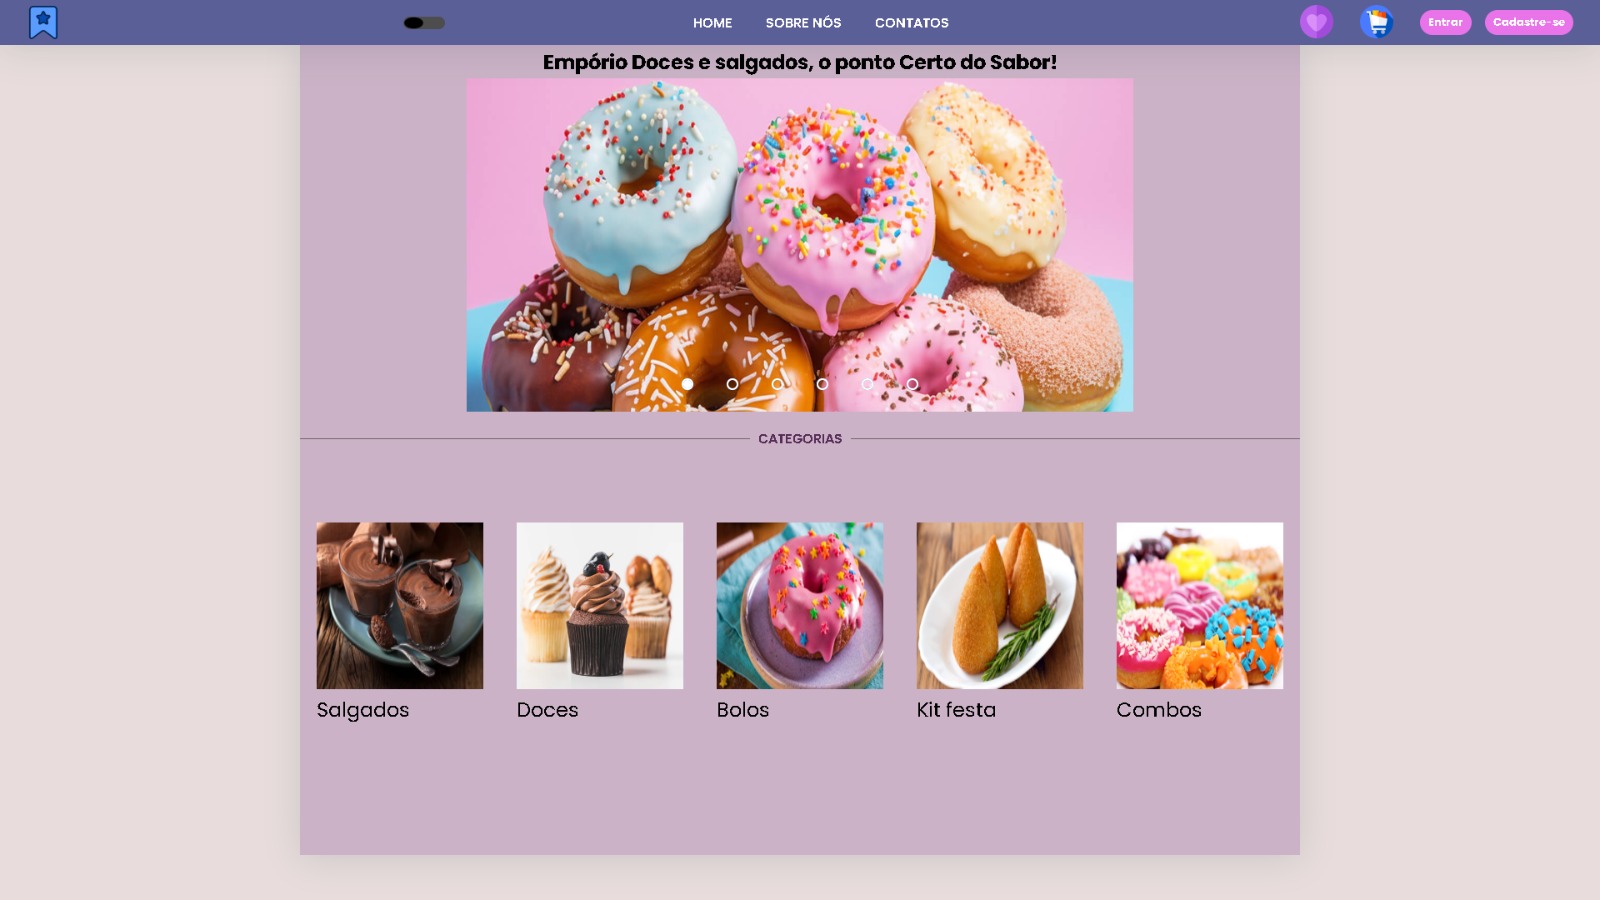 HOME SOBRE NÓS CONTATOS Entrar Cadastre-se
Empório Doces e salgados, o ponto Certo do Sabor!
CATEGORIAS
Salgados
Doces
Bolos
Kit festa
Combos